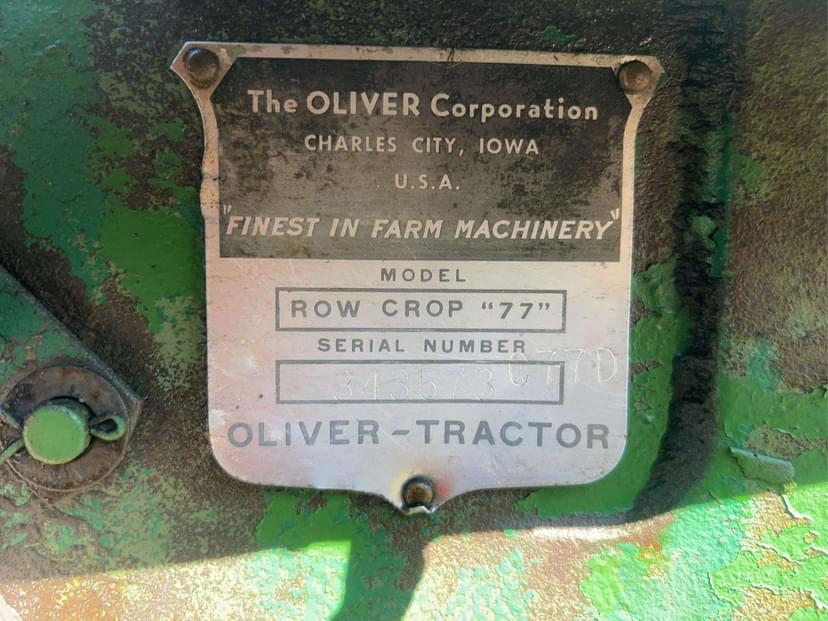 The OLIVER Corporation
CHARLES CITY, IOWA
U.S.A.
"FINEST IN FARM MACHINERY"
MODEL
ROW CROP "77"
SERIAL NUMBER
C77D
OLIVER-TRACTOR